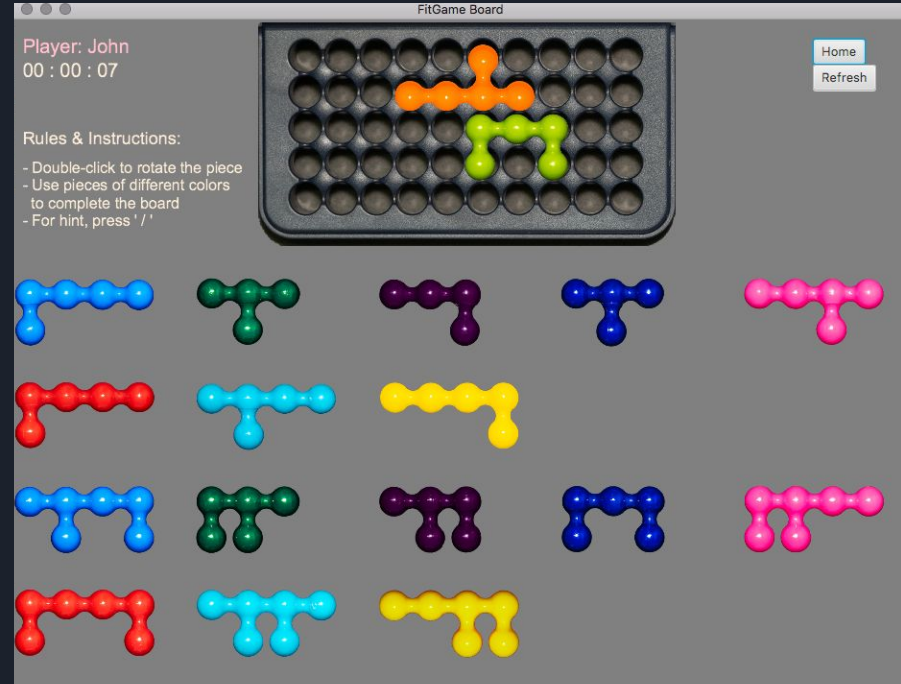 FitGame Board
Player: John
00 : 00 : 07
Home
Refresh
Rules & Instructions:
- Double-click to rotate the piece
- Use pieces of different colors
to complete the board
- For hint, press ' / '